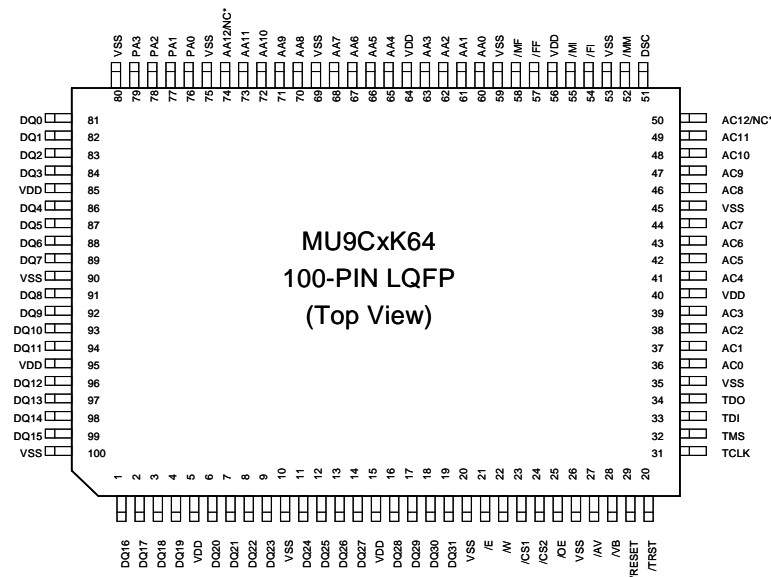 VSS PA3 PA2 PA1 PA0 VSS AA12/NC* AA11 AA10 AA9 AA8 VSS AA7 AA6 AA5 AA4 VDD AA3 AA2 AA1 AA0 VSS /MF /FF VDD /MI /FI VSS /MM DSC
80 79 78 77 76 75 74 73 72 71 70 69 68 67 66 65 64 63 62 61 60 59 58 57 56 55 54 53 52 51
DQ0 81
DQ1 82
DQ2 83
DQ3 84
VDD 85
DQ4 86
DQ5 87
DQ6 88
DQ7 89
VSS 90
DQ8 91
DQ9 92
DQ10 93
DQ11 94
VDD 95
DQ12 96
DQ13 97
DQ14 98
DQ15 99
VSS 100
MU9CxK64
100-PIN LQFP
(Top View)
50 AC12/NC*
49 AC11
48 AC10
47 AC9
46 AC8
45 VSS
44 AC7
43 AC6
42 AC5
41 AC4
40 VDD
39 AC3
38 AC2
37 AC1
36 AC0
35 VSS
34 TDO
33 TDI
32 TMS
31 TCLK
1 2 3 4 5 6 7 8 9 10 11 12 13 14 15 16 17 18 19 20 21 22 23 24 25 26 27 28 29 20
DQ16 DQ17 DQ18 DQ19 VDD DQ20 DQ21 DQ22 DQ23 VSS DQ24 DQ25 DQ26 DQ27 VDD DQ28 DQ29 DQ30 DQ31 VSS /E /W /CS1 /CS2 /OE VSS /AV /VB /RESET /TRST